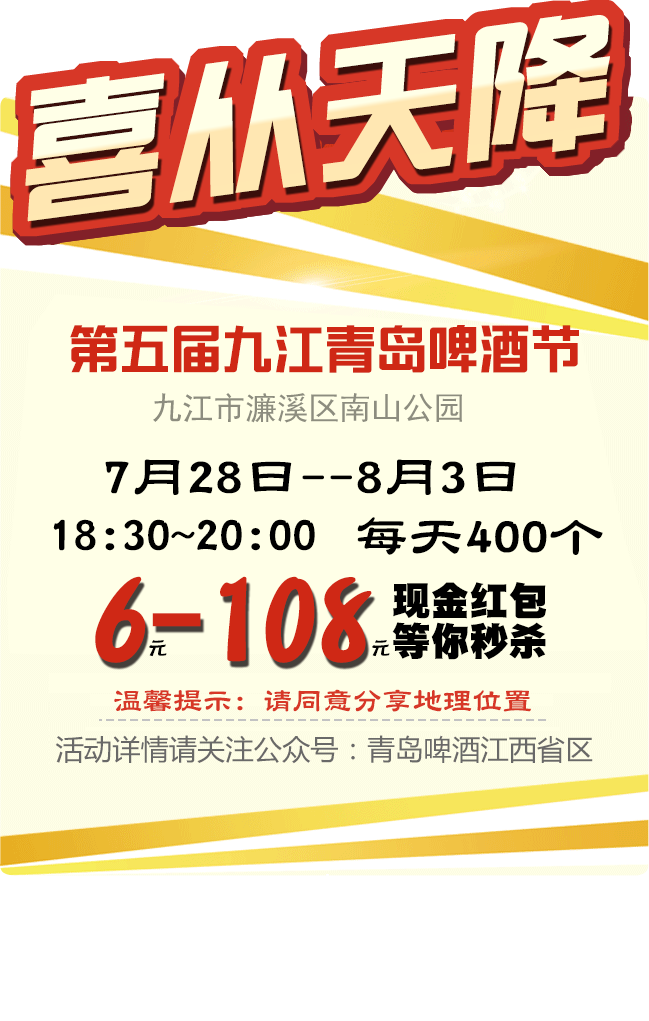 喜从天降
第五届九江青岛啤酒节
九江市濂溪区南山公园
7月28日--8月3日
18:30~20:00 每天400个
6元-108元 现金红包
等你秒杀
温馨提示：请同意分享地理位置
活动详情请关注公众号：青岛啤酒江西省区